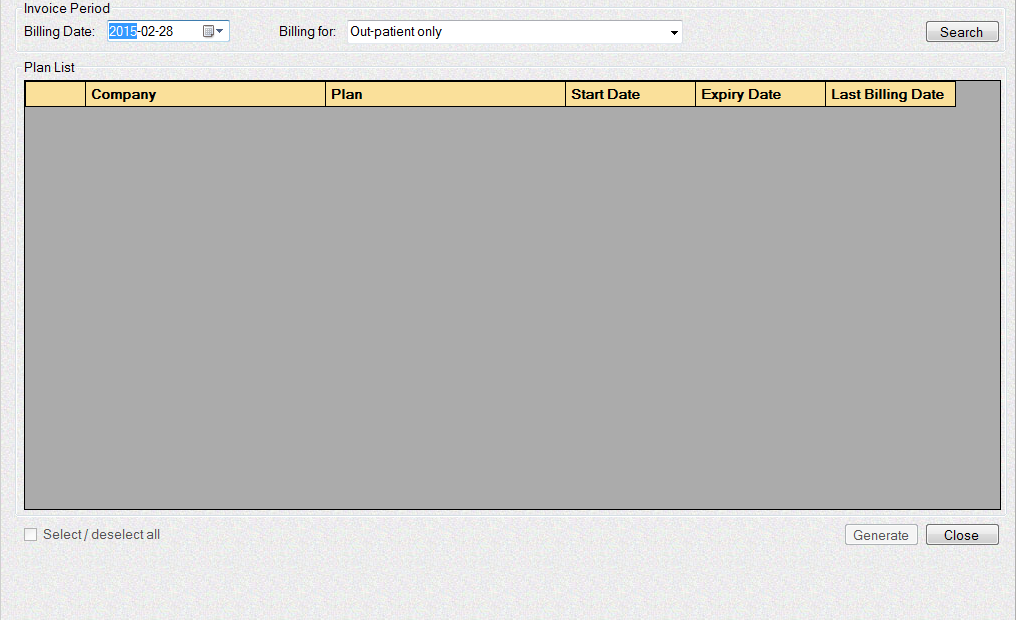 Invoice Period
Billing Date: 2015-02-28 Billing for: Out-patient only Search
Plan List
Company Plan Start Date Expiry Date Last Billing Date
Select / deselect all Generate Close